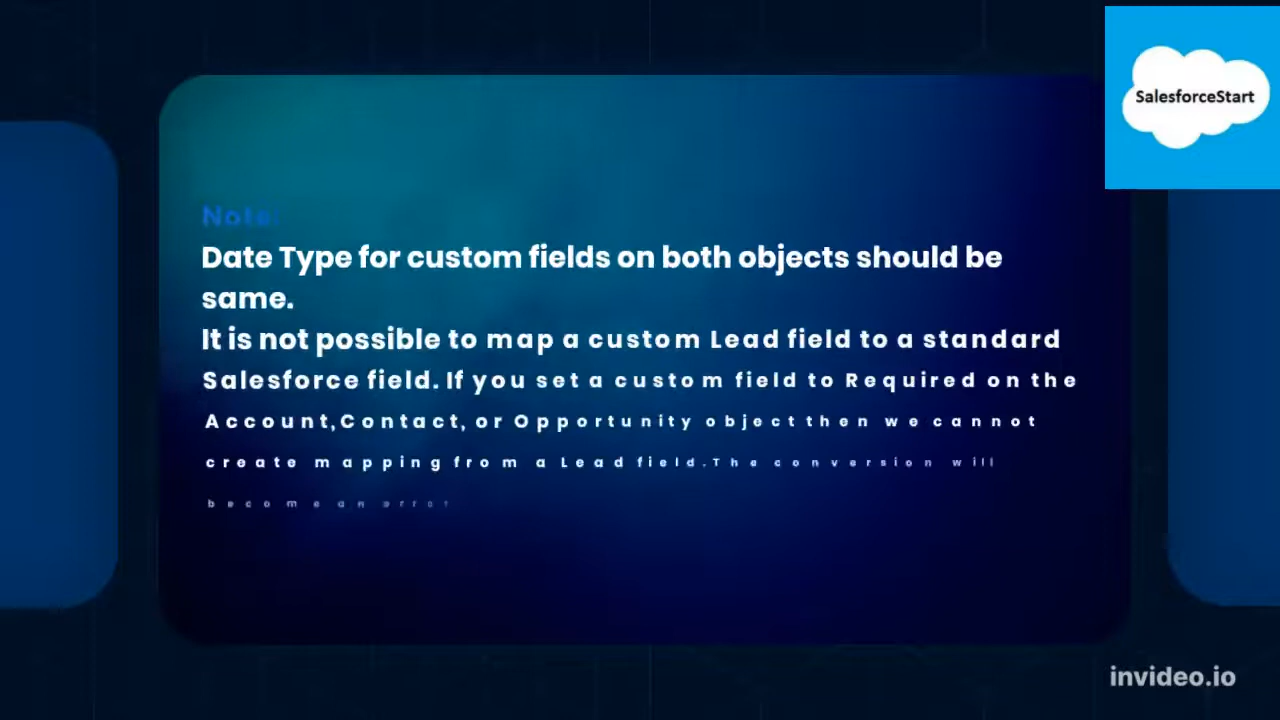 SalesforceStart
Note:
Date Type for custom fields on both objects should be
same.
It is not possible to map a custom Lead field to a standard
Salesforce field. If you set a custom field to Required on the
Account,Contact, or Opportunity object then we cannot
create mapping from a Lead field.The conversion will
become an error
invideo.io